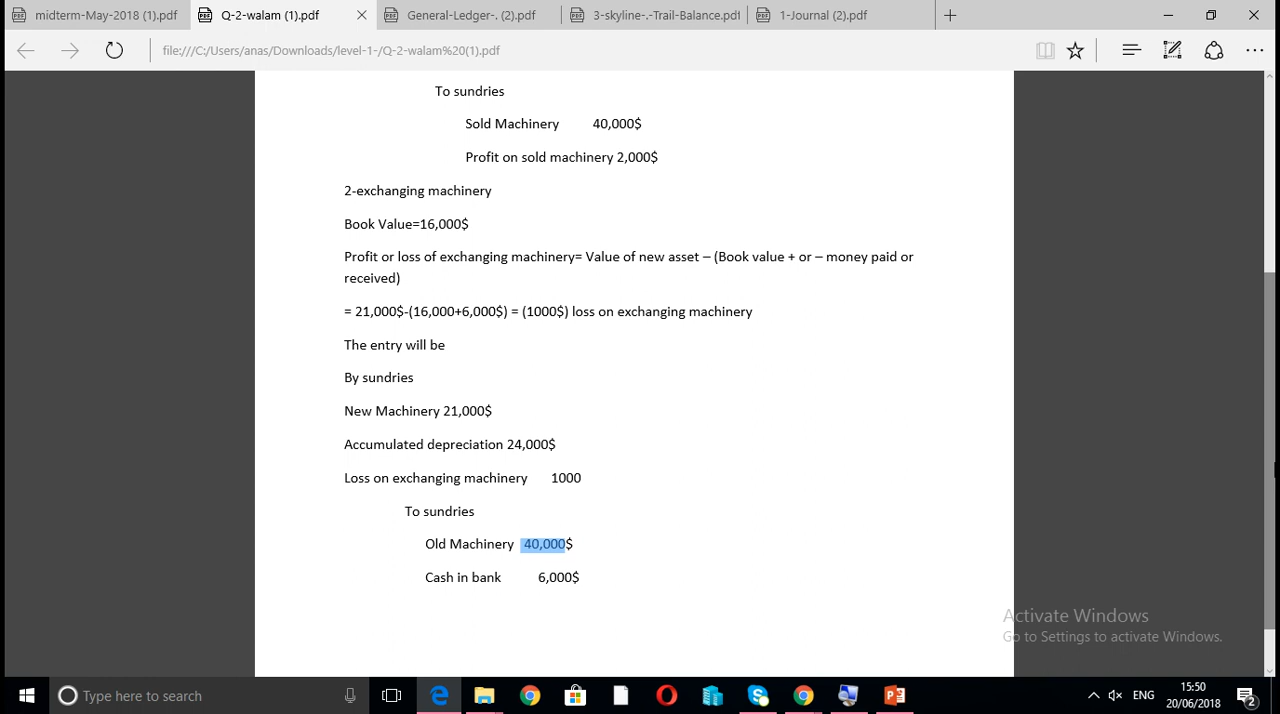 midterm-May-2018 (1).pdf
Q-2-walam (1).pdf
General-Ledger-. (2).pdf
3-skyline-.-Trail-Balance.pdf
1-Journal (2).pdf
file:///C:/Users/anas/Downloads/level-1-/Q-2-walam%20(1).pdf
To sundries
Sold Machinery 40,000$
Profit on sold machinery 2,000$
2-exchanging machinery
Book Value=16,000$
Profit or loss of exchanging machinery= Value of new asset – (Book value + or – money paid or
received)
= 21,000$-(16,000+6,000$) = (1000$) loss on exchanging machinery
The entry will be
By sundries
New Machinery 21,000$
Accumulated depreciation 24,000$
Loss on exchanging machinery 1000
To sundries
Old Machinery 40,000$
Cash in bank 6,000$
Activate Windows
Go to Settings to activate Windows.
Type here to search
ENG
15:50
20/06/2018
2